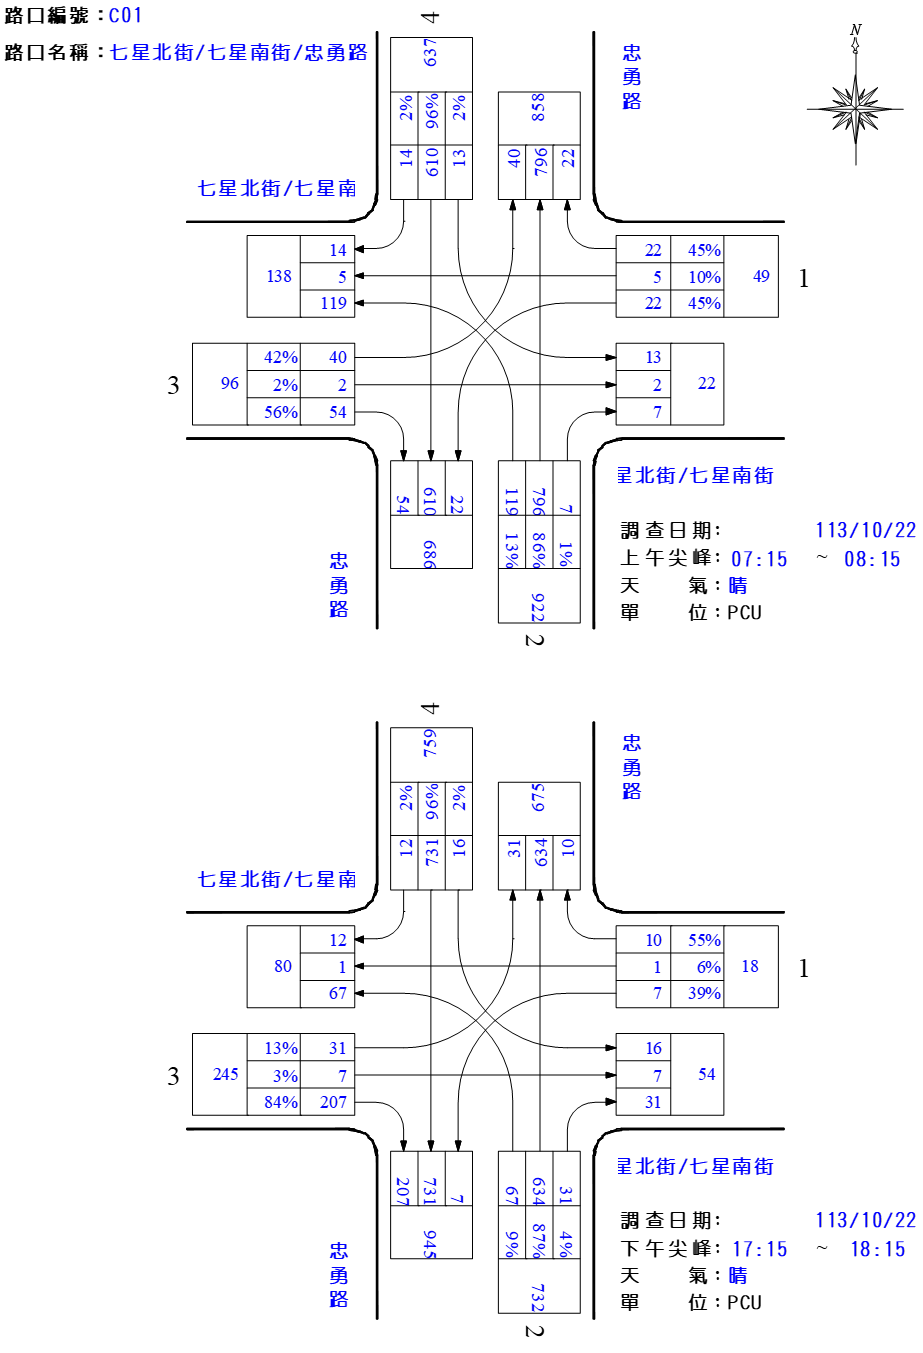 路口編號：C01
路口名稱：七星北街/七星南街/忠勇路
N
4
637
2% 96% 2%
14 610 13
858
40 796 22
忠勇路
七星北街/七星南
14
138 5
119
22 45%
5 10% 49
22 45%
1
3
42% 40
96 2% 2
56% 54
13
2 22
7
54 610 22
686
119 796 7
13% 86% 1%
922
2
忠勇路
星北街/七星南街
調查日期: 113/10/22
上午尖峰: 07:15 ~ 08:15
天 氣：晴
單 位：PCU
4
759
2% 96% 2%
12 731 16
675
31 634 10
忠勇路
七星北街/七星南
12
80 1
67
10 55%
1 6% 18
7 39%
1
3
13% 31
245 3% 7
84% 207
16
7 54
31
207 731 7
945
67 634 31
9% 87% 4%
732
2
忠勇路
星北街/七星南街
調查日期: 113/10/22
下午尖峰: 17:15 ~ 18:15
天 氣：晴
單 位：PCU